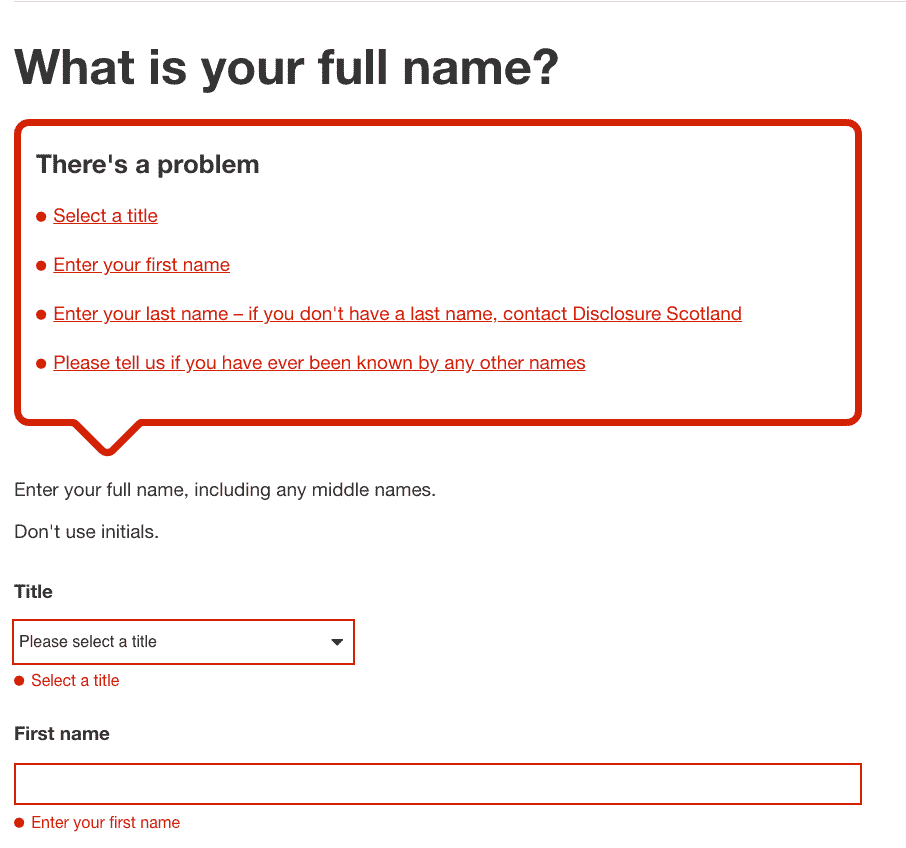 What is your full name?
There's a problem
Select a title
Enter your first name
Enter your last name – if you don't have a last name, contact Disclosure Scotland
Please tell us if you have ever been known by any other names
Enter your full name, including any middle names.
Don't use initials.
Title
Please select a title
Select a title
First name
Enter your first name